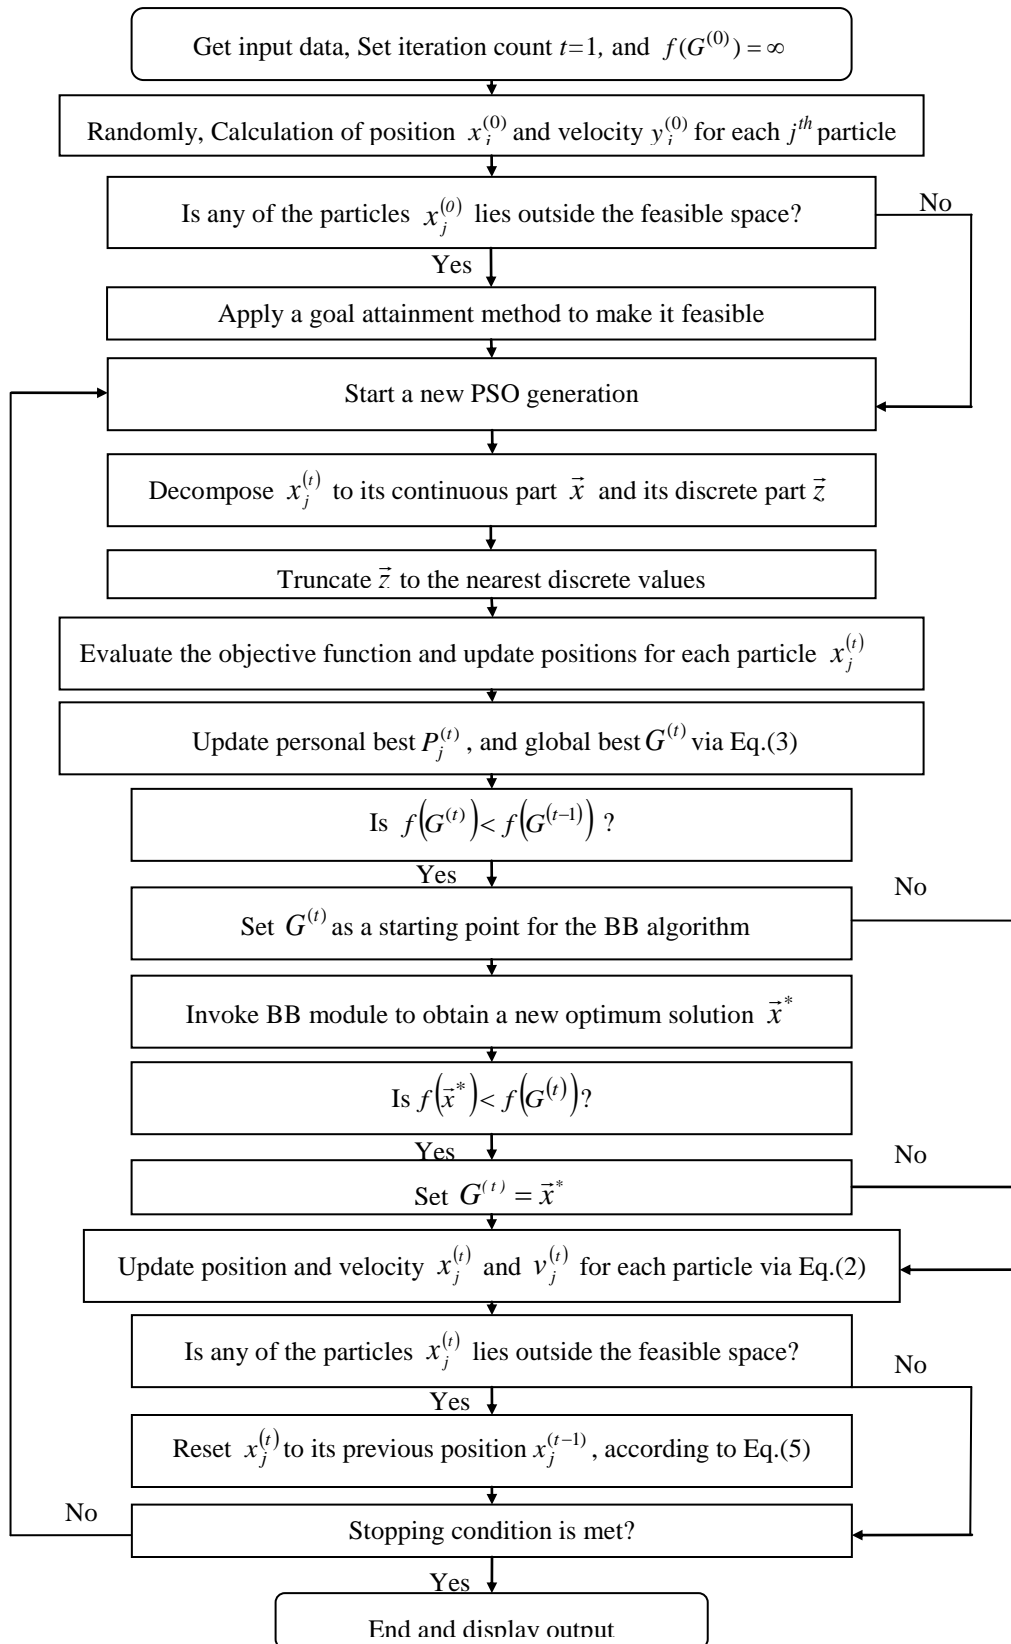 Get input data, Set iteration count t=1, and f(G^(0)) = ∞
Randomly, Calculation of position x_i^(0) and velocity y_i^(0) for each j^th particle
Is any of the particles x_j^(0) lies outside the feasible space?
No
Yes
Apply a goal attainment method to make it feasible
Start a new PSO generation
Decompose x_j^(t) to its continuous part x⃗ and its discrete part z⃗
Truncate z⃗ to the nearest discrete values
Evaluate the objective function and update positions for each particle x_j^(t)
Update personal best P_j^(t), and global best G^(t) via Eq.(3)
Is f(G^(t)) < f(G^(t−1)) ?
Yes
No
Set G^(t) as a starting point for the BB algorithm
Invoke BB module to obtain a new optimum solution x⃗^*
Is f(x⃗^*) < f(G^(t))?
Yes
No
Set G^(t) = x⃗^*
Update position and velocity x_j^(t) and v_j^(t) for each particle via Eq.(2)
Is any of the particles x_j^(t) lies outside the feasible space?
No
Yes
Reset x_j^(t) to its previous position x_j^(t−1), according to Eq.(5)
No
Stopping condition is met?
Yes
End and display output